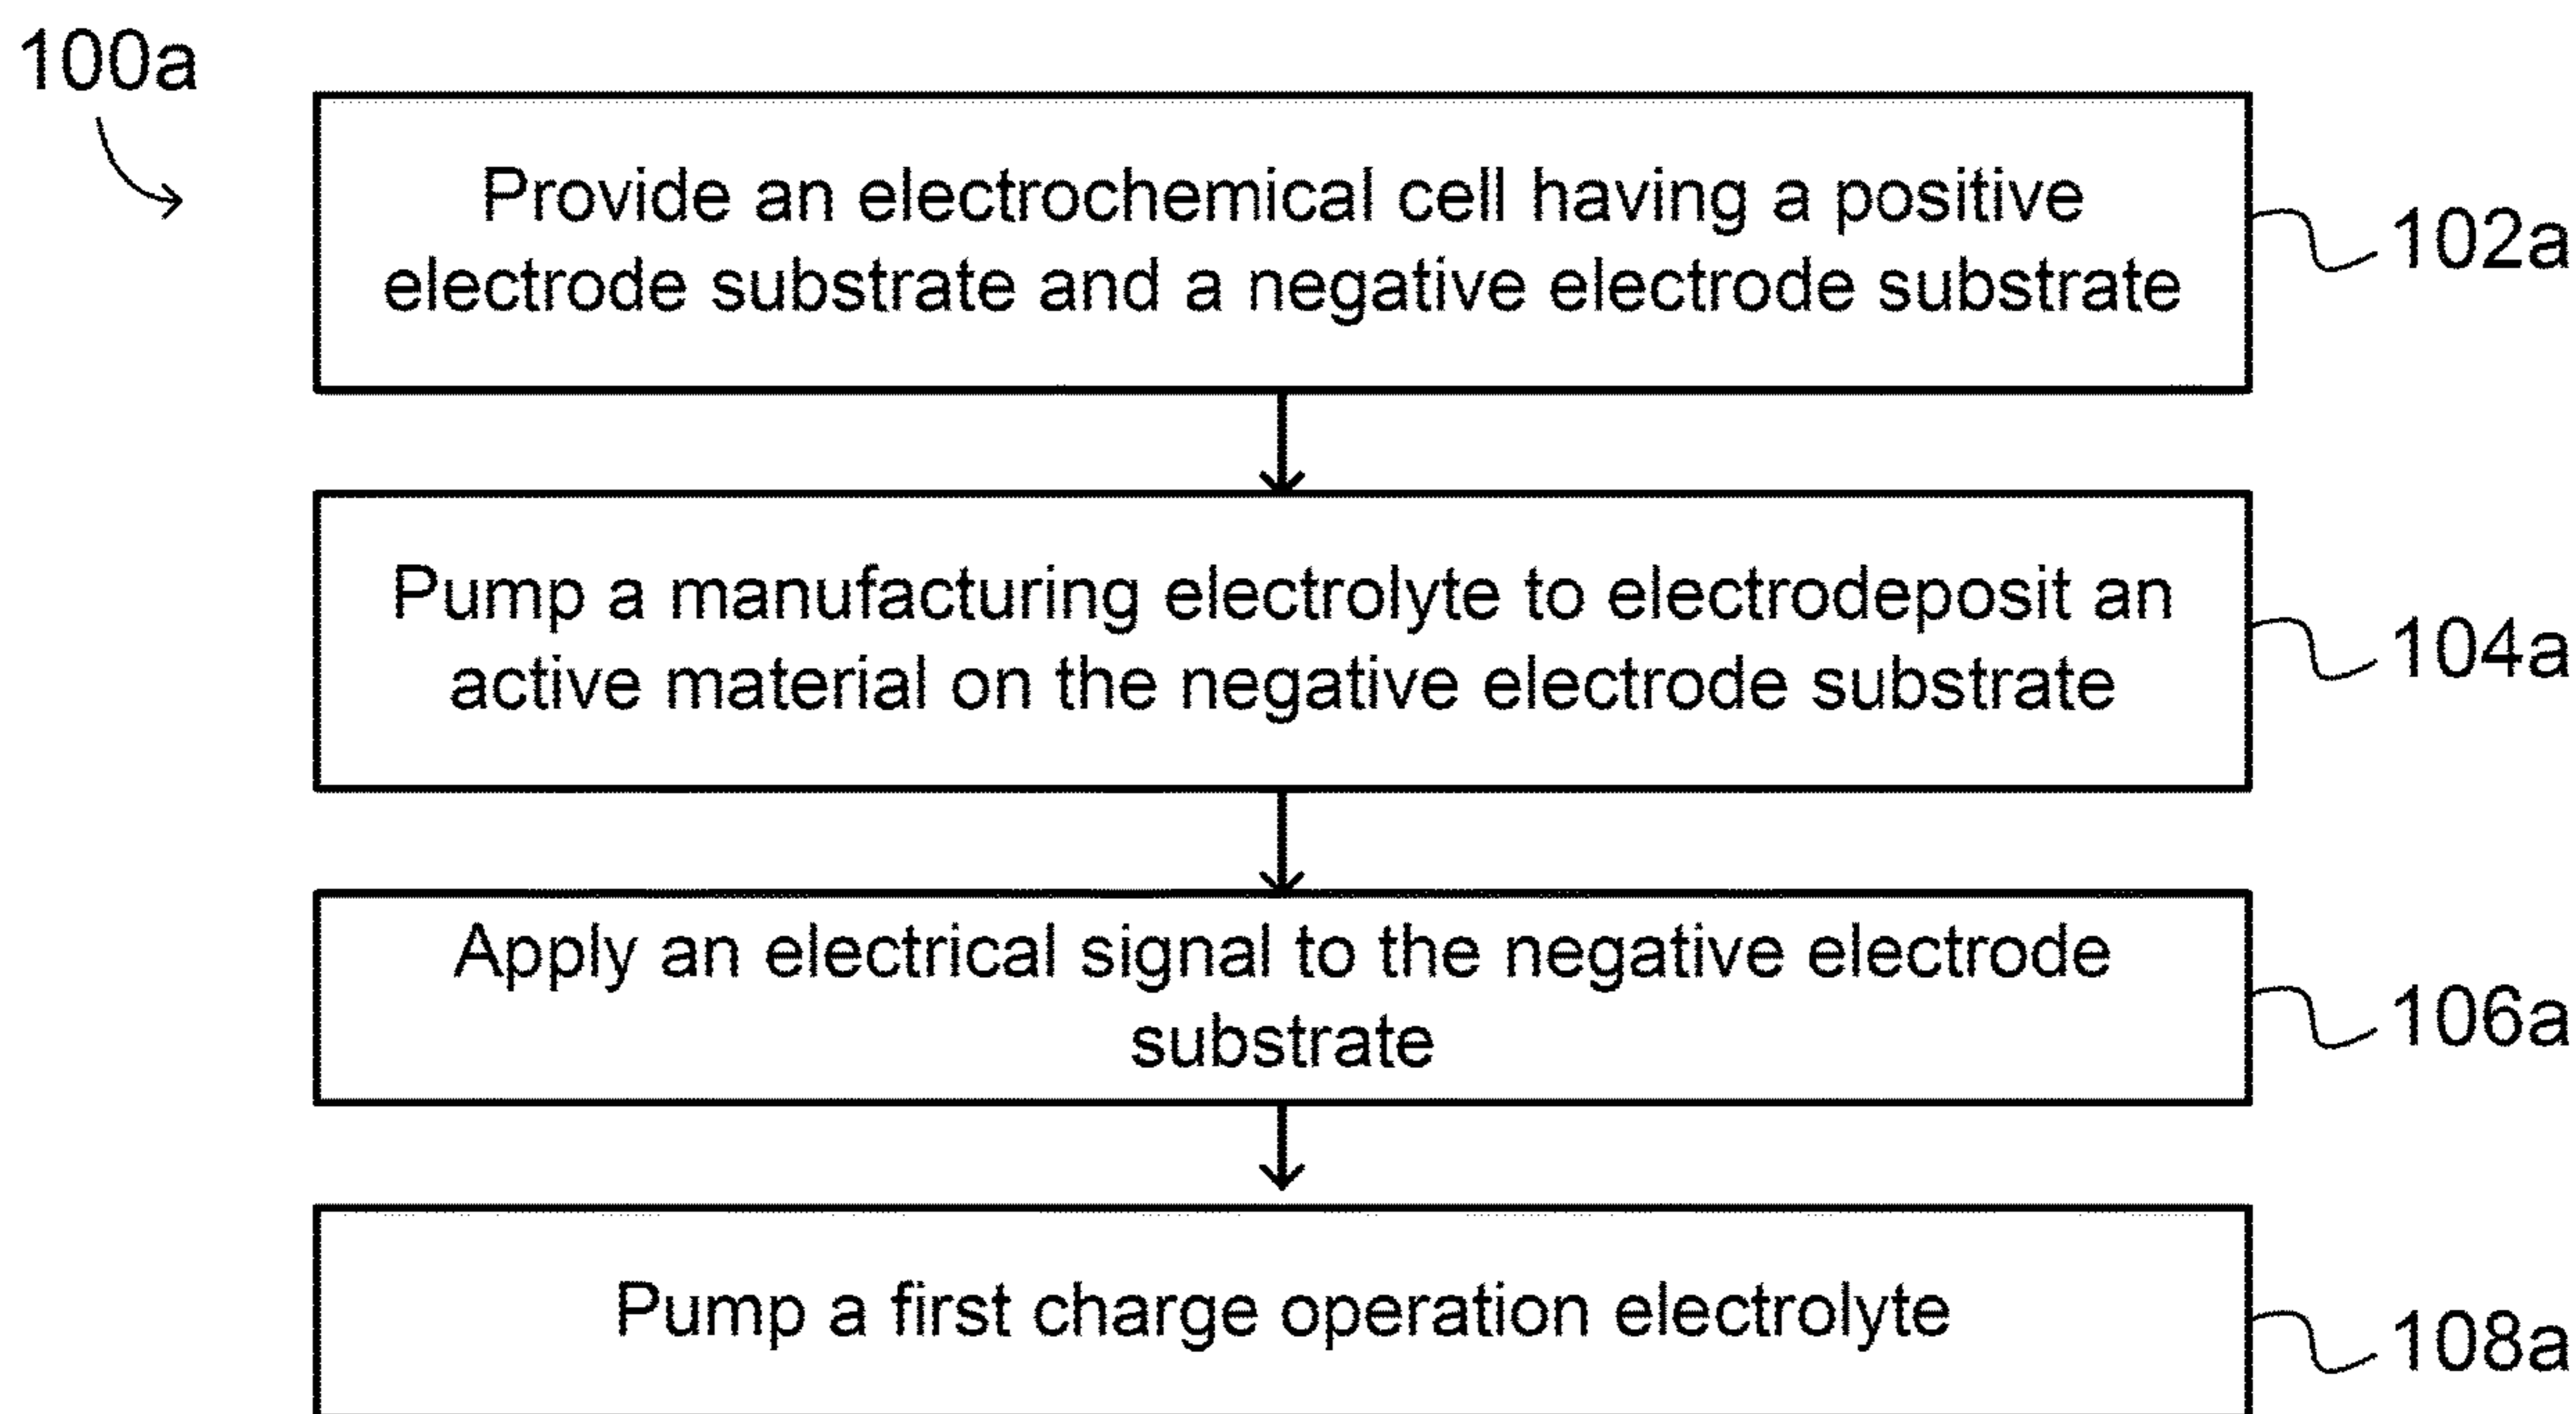 100a
Provide an electrochemical cell having a positive
electrode substrate and a negative electrode substrate
102a
Pump a manufacturing electrolyte to electrodeposit an
active material on the negative electrode substrate
104a
Apply an electrical signal to the negative electrode
substrate
106a
Pump a first charge operation electrolyte
108a